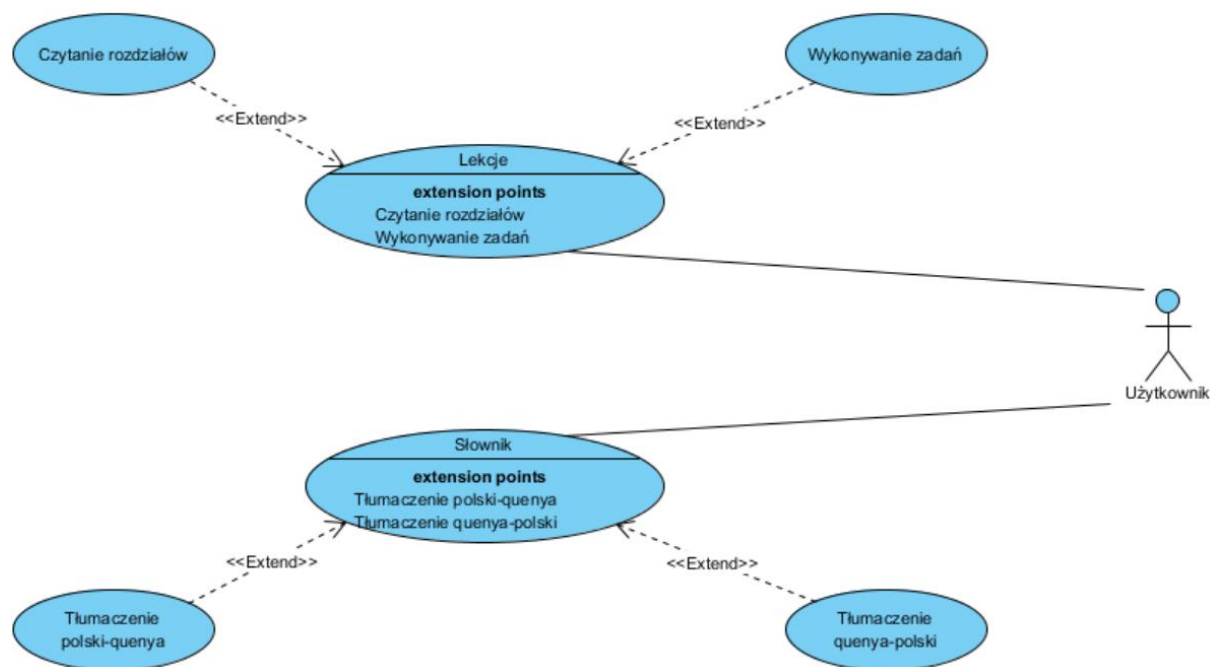 Czytanie rozdziałów
Wykonywanie zadań
<<Extend>>
<<Extend>>
Lekcje
extension points
Czytanie rozdziałów
Wykonywanie zadań
Użytkownik
Słownik
extension points
Tłumaczenie polski-quenya
Tłumaczenie quenya-polski
<<Extend>>
<<Extend>>
Tłumaczenie
polski-quenya
Tłumaczenie
quenya-polski